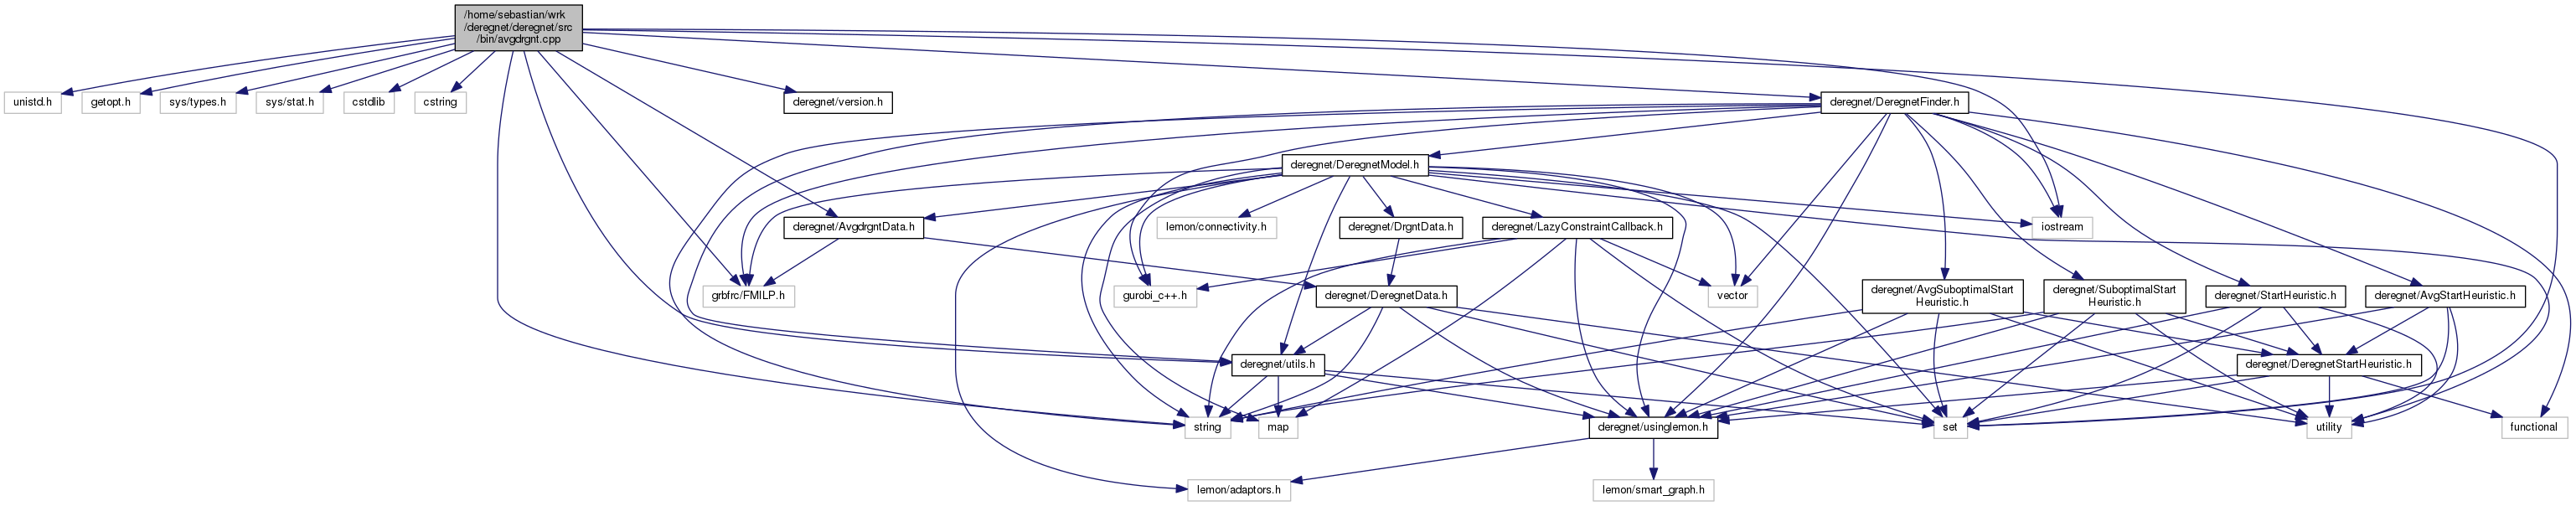 /home/sebastian/wrk
/deregnet/deregnet/src
/bin/avgdrgnt.cpp
unistd.h
getopt.h
sys/types.h
sys/stat.h
cstdlib
cstring
deregnet/version.h
deregnet/DeregnetFinder.h
deregnet/DeregnetModel.h
deregnet/AvgdrgntData.h
lemon/connectivity.h
deregnet/DrgntData.h
deregnet/LazyConstraintCallback.h
iostream
grbfrc/FMILP.h
gurobi_c++.h
deregnet/DeregnetData.h
vector
deregnet/AvgSuboptimalStart
Heuristic.h
deregnet/SuboptimalStart
Heuristic.h
deregnet/StartHeuristic.h
deregnet/AvgStartHeuristic.h
deregnet/utils.h
deregnet/DeregnetStartHeuristic.h
string
map
deregnet/usinglemon.h
set
utility
functional
lemon/adaptors.h
lemon/smart_graph.h